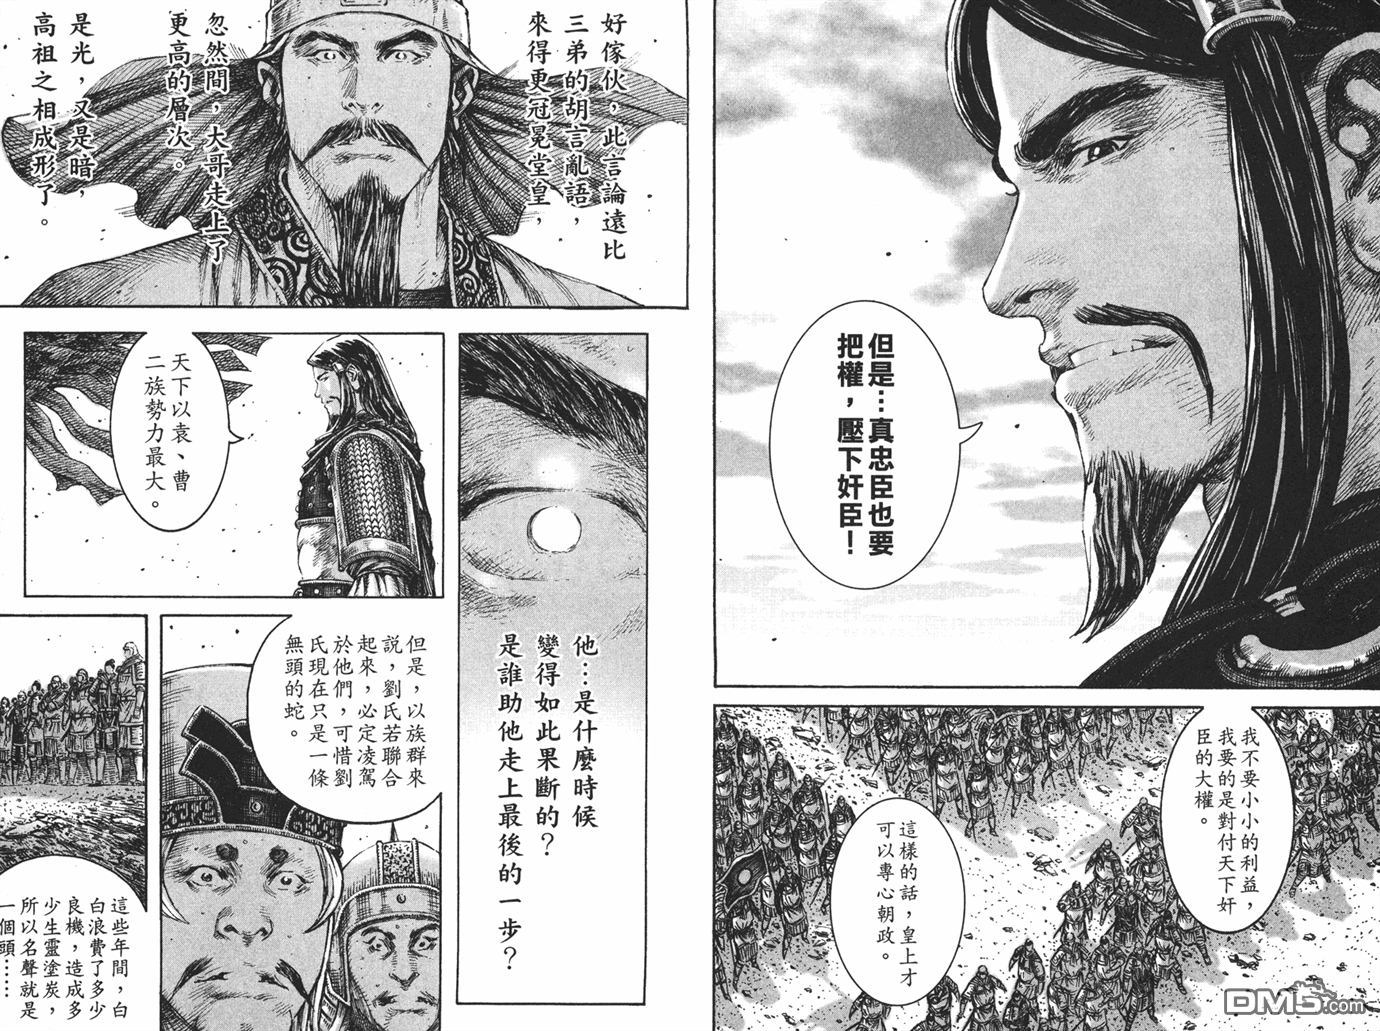 但是…真忠臣也要
把權，壓下奸臣！
我不要小小的利益，
我要的是對付天下奸
臣的大權。
這樣的話，皇上才
可以專心朝政。
好傢伙，此言論遠比
三弟的胡言亂語，
來得更冠冕堂皇，
忽然間，大哥走上了
更高的層次。
是光，又是暗，
高祖之相成形了。
他…是什麼時候
變得如此果斷的？
是誰助他走上最後的一步？
天下以袁、曹
二族勢力最大。
但是，以族群來
説，劉氏若聯合
起來，必定凌駕
於他們，可惜劉
氏現在只是一條
無頭的蛇。
這些年間，白
白浪費了多少
良機，造成多
少生靈塗炭，
所以名聲就是
一個頭……
DM5.com